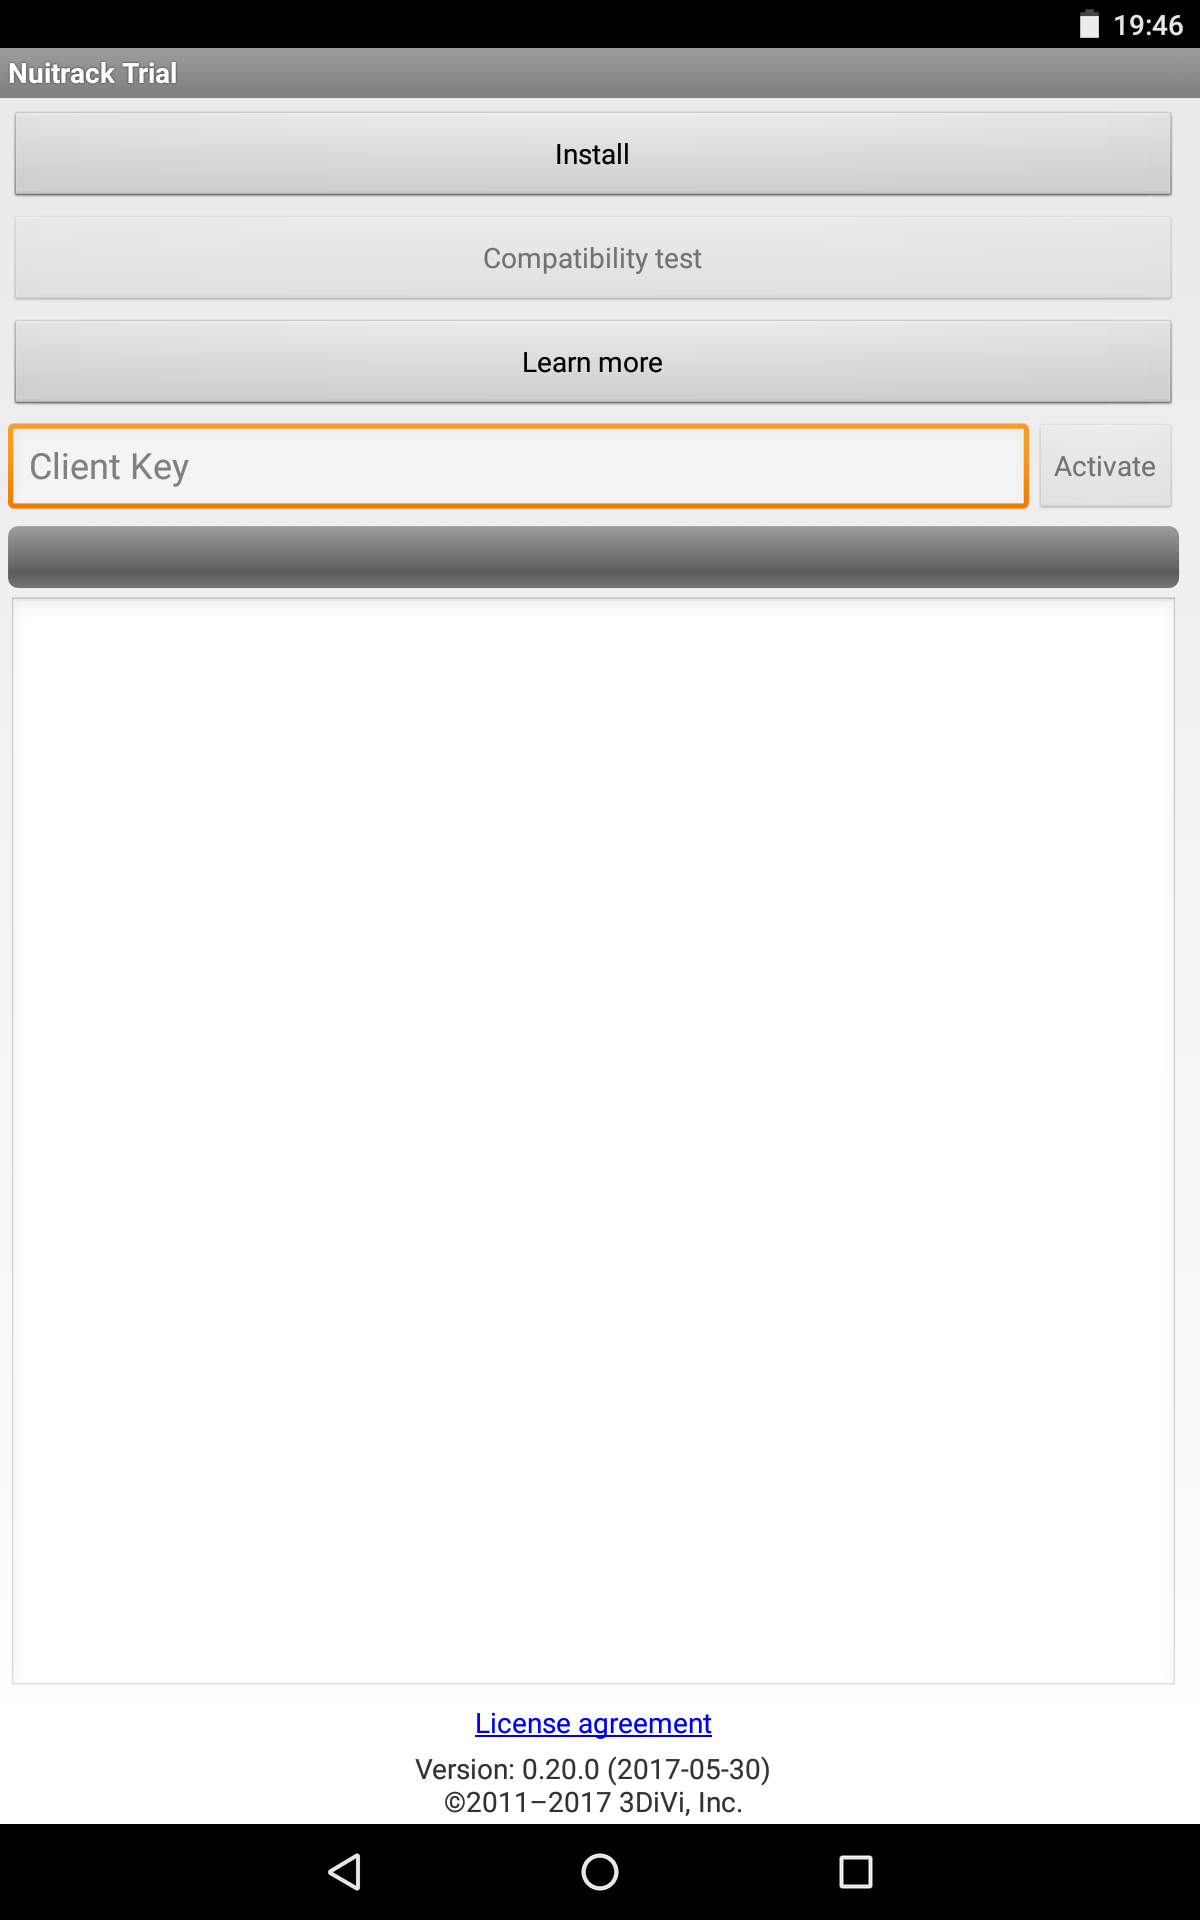 19:46
Nuitrack Trial
Install
Compatibility test
Learn more
Client Key
Activate
License agreement
Version: 0.20.0 (2017-05-30)
©2011–2017 3DiVi, Inc.